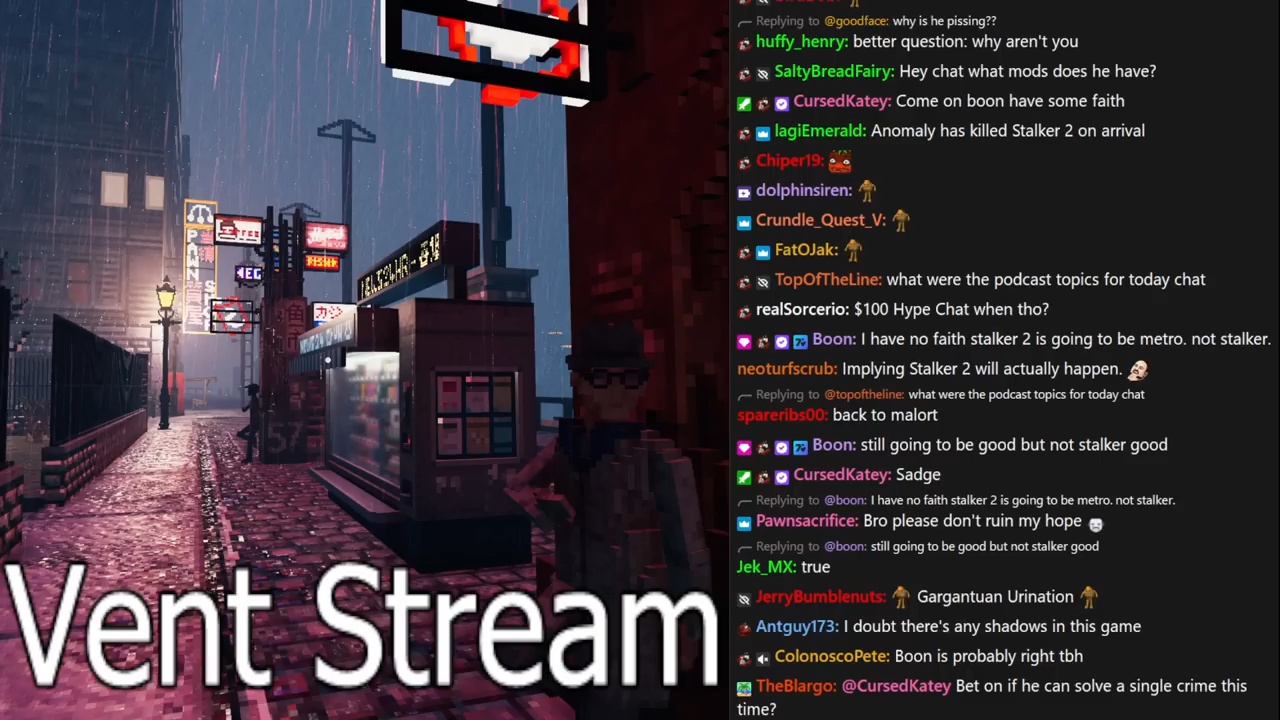 PAWN
57
Vent Stream
Replying to @goodface: why is he pissing??
huffy_henry: better question: why aren't you
SaltyBreadFairy: Hey chat what mods does he have?
CursedKatey: Come on boon have some faith
IagiEmerald: Anomaly has killed Stalker 2 on arrival
Chiper19:
dolphinsiren:
Crundle_Quest_V:
FatOJak:
TopOfTheLine: what were the podcast topics for today chat
realSorcerio: $100 Hype Chat when tho?
Boon: I have no faith stalker 2 is going to be metro. not stalker.
neoturfscrub: Implying Stalker 2 will actually happen.
Replying to @topoftheline: what were the podcast topics for today chat
spareribs00: back to malort
Boon: still going to be good but not stalker good
CursedKatey: Sadge
Replying to @boon: I have no faith stalker 2 is going to be metro. not stalker.
Pawnsacrifice: Bro please don't ruin my hope
Replying to @boon: still going to be good but not stalker good
Jek_MX: true
JerryBumblenuts: Gargantuan Urination
Antguy173: I doubt there's any shadows in this game
ColonoscoPete: Boon is probably right tbh
TheBlargo: @CursedKatey Bet on if he can solve a single crime this
time?